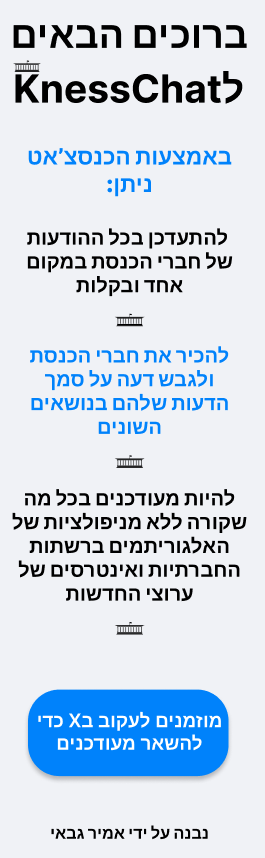 ברוכים הבאים
לKnessChat
באמצעות הכנסצ'אט
ניתן:
להתעדכן בכל ההודעות
של חברי הכנסת במקום
אחד ובקלות
להכיר את חברי הכנסת
ולגבש דעה על סמך
הדעות שלהם בנושאים
השונים
להיות מעודכנים בכל מה
שקורה ללא מניפולציות של
האלגוריתמים ברשתות
החברתיות ואינטרסים של
ערוצי החדשות
מוזמנים לעקוב בX כדי
להשאר מעודכנים
נבנה על ידי אמיר גבאי